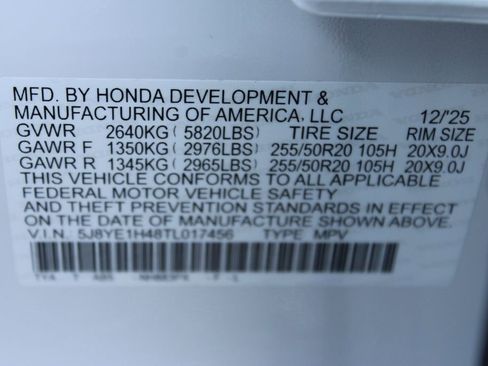 MFD. BY HONDA DEVELOPMENT &
MANUFACTURING OF AMERICA, LLC 12/'25
GVWR 2640KG (5820LBS) TIRE SIZE RIM SIZE
GAWR F 1350KG (2976LBS) 255/50R20 105H 20X9.0J
GAWR R 1345KG (2965LBS) 255/50R20 105H 20X9.0J
THIS VEHICLE CONFORMS TO ALL APPLICABLE
FEDERAL MOTOR VEHICLE SAFETY
AND THEFT PREVENTION STANDARDS IN EFFECT
ON THE DATE OF MANUFACTURE SHOWN ABOVE.
V.I.N. 5J8YE1H48TL017456 TYPE MPV